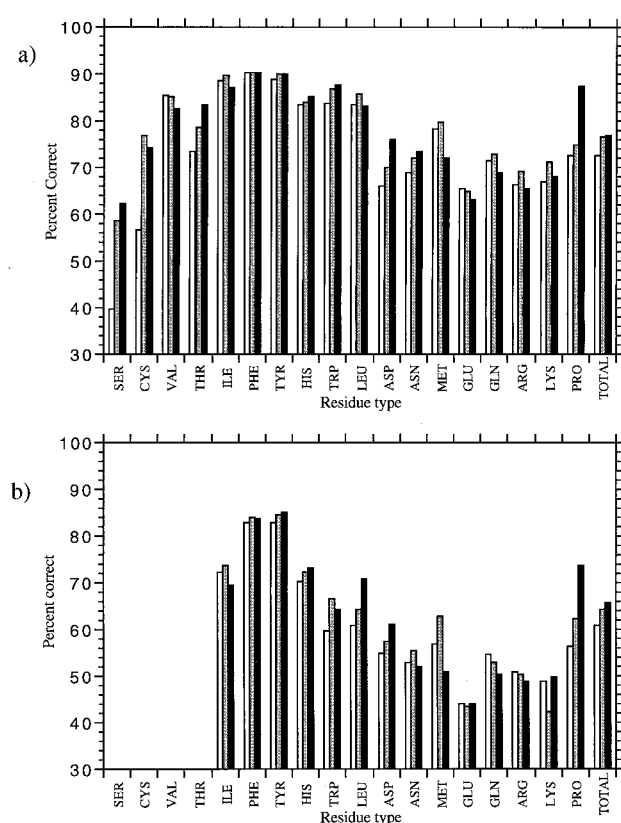 a)
Percent Correct
100
90
80
70
60
50
40
30
SER CYS VAL THR ILE PHE TYR HIS TRP LEU ASP ASN MET GLU GLN ARG LYS PRO TOTAL
Residue type
b)
Percent correct
100
90
80
70
60
50
40
30
SER CYS VAL THR ILE PHE TYR HIS TRP LEU ASP ASN MET GLU GLN ARG LYS PRO TOTAL
Residue type